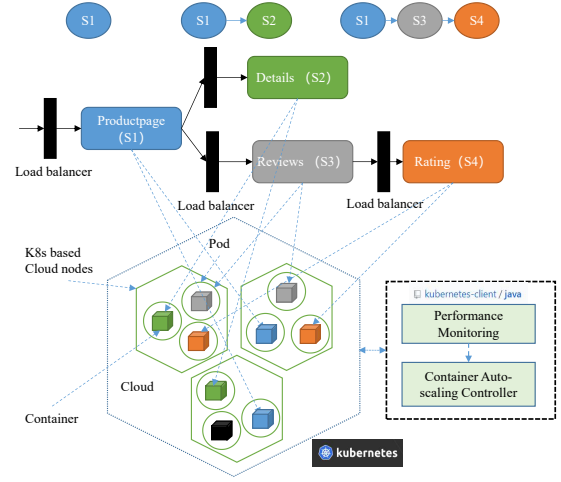 S1
S1
S2
S1
S3
S4
Details （S2）
Productpage
（S1）
Load balancer
Reviews （S3）
Rating（S4）
Load balancer
Load balancer
Pod
K8s based
Cloud nodes
kubernetes-client / java
Performance
Monitoring
Container Auto-
scaling Controller
Cloud
Container
kubernetes